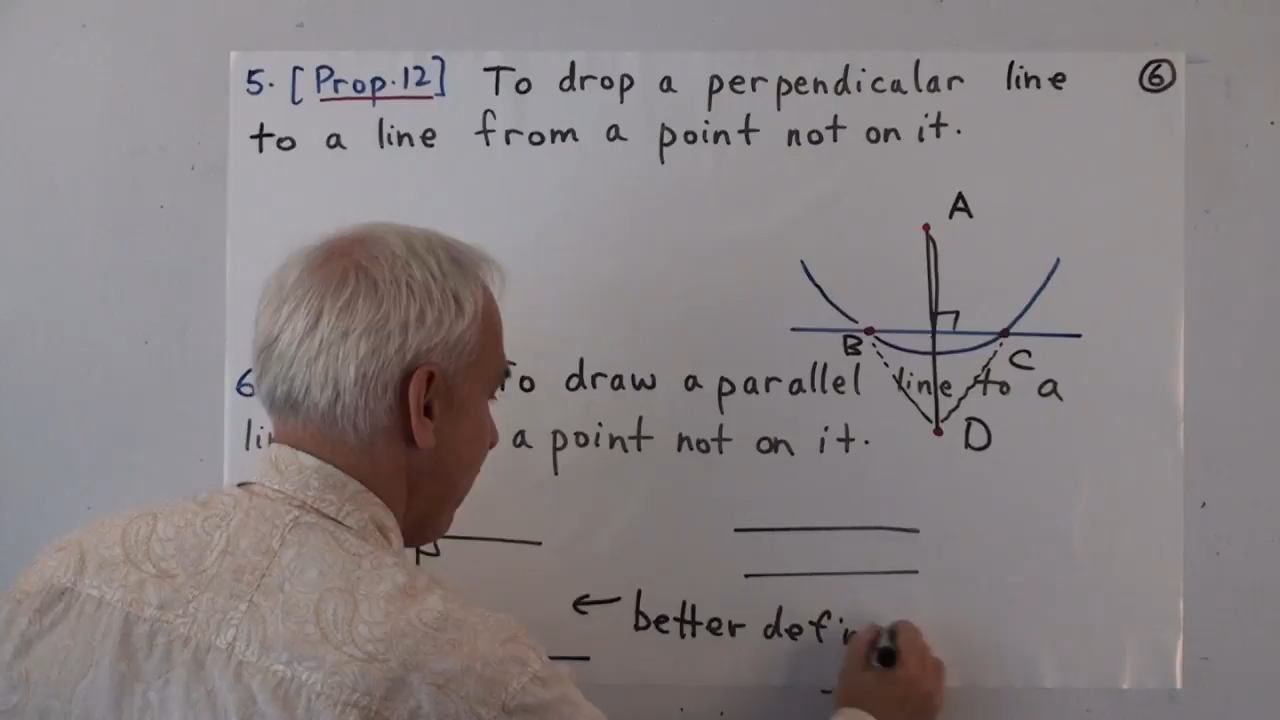 5. [Prop. 12] To drop a perpendicular line
6
to a line from a point not on it.
A
B
C
6
draw a parallel line to a
a point not on it.
D
← better